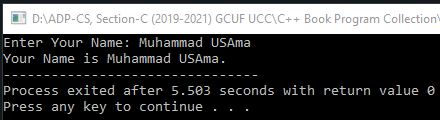 D:\ADP-CS, Section-C (2019-2021) GCUF UCC\C++ Book Program Collection\
Enter Your Name: Muhammad USAma
Your Name is Muhammad USAma.
--------------------------------
Process exited after 5.503 seconds with return value 0
Press any key to continue . . .